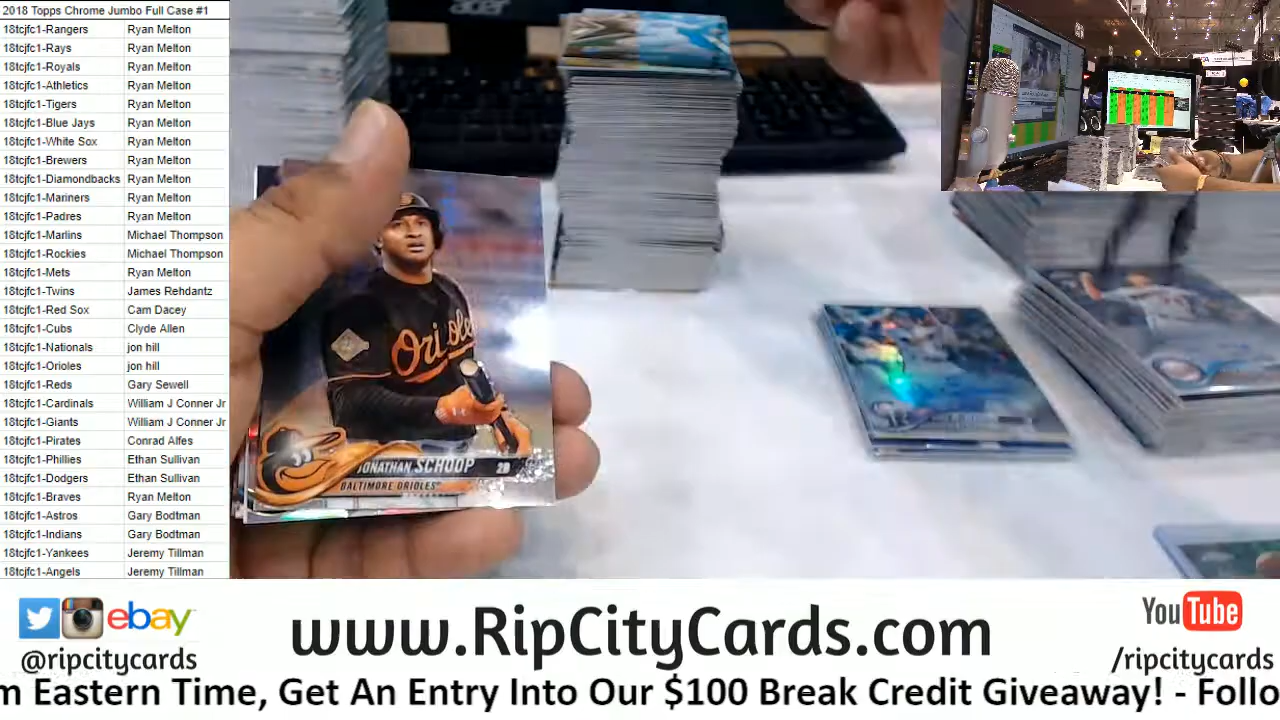 2018 Topps Chrome Jumbo Full Case #1
18tcjfc1-Rangers Ryan Melton
18tcjfc1-Rays Ryan Melton
18tcjfc1-Royals Ryan Melton
18tcjfc1-Athletics Ryan Melton
18tcjfc1-Tigers Ryan Melton
18tcjfc1-Blue Jays Ryan Melton
18tcjfc1-White Sox Ryan Melton
18tcjfc1-Brewers Ryan Melton
18tcjfc1-Diamondbacks Ryan Melton
18tcjfc1-Mariners Ryan Melton
18tcjfc1-Padres Ryan Melton
18tcjfc1-Marlins Michael Thompson
18tcjfc1-Rockies Michael Thompson
18tcjfc1-Mets Ryan Melton
18tcjfc1-Twins James Rehdantz
18tcjfc1-Red Sox Cam Dacey
18tcjfc1-Cubs Clyde Allen
18tcjfc1-Nationals jon hill
18tcjfc1-Orioles jon hill
18tcjfc1-Reds Gary Sewell
18tcjfc1-Cardinals William J Conner Jr
18tcjfc1-Giants William J Conner Jr
18tcjfc1-Pirates Conrad Alfes
18tcjfc1-Phillies Ethan Sullivan
18tcjfc1-Dodgers Ethan Sullivan
18tcjfc1-Braves Ryan Melton
18tcjfc1-Astros Gary Bodtman
18tcjfc1-Indians Gary Bodtman
18tcjfc1-Yankees Jeremy Tillman
18tcjfc1-Angels Jeremy Tillman
acer
Orioles
JONATHAN SCHOOP 2B
BALTIMORE ORIOLES
ebay
@ripcitycards
www.RipCityCards.com
YouTube
/ripcitycards
m Eastern Time, Get An Entry Into Our $100 Break Credit Giveaway! - Follo